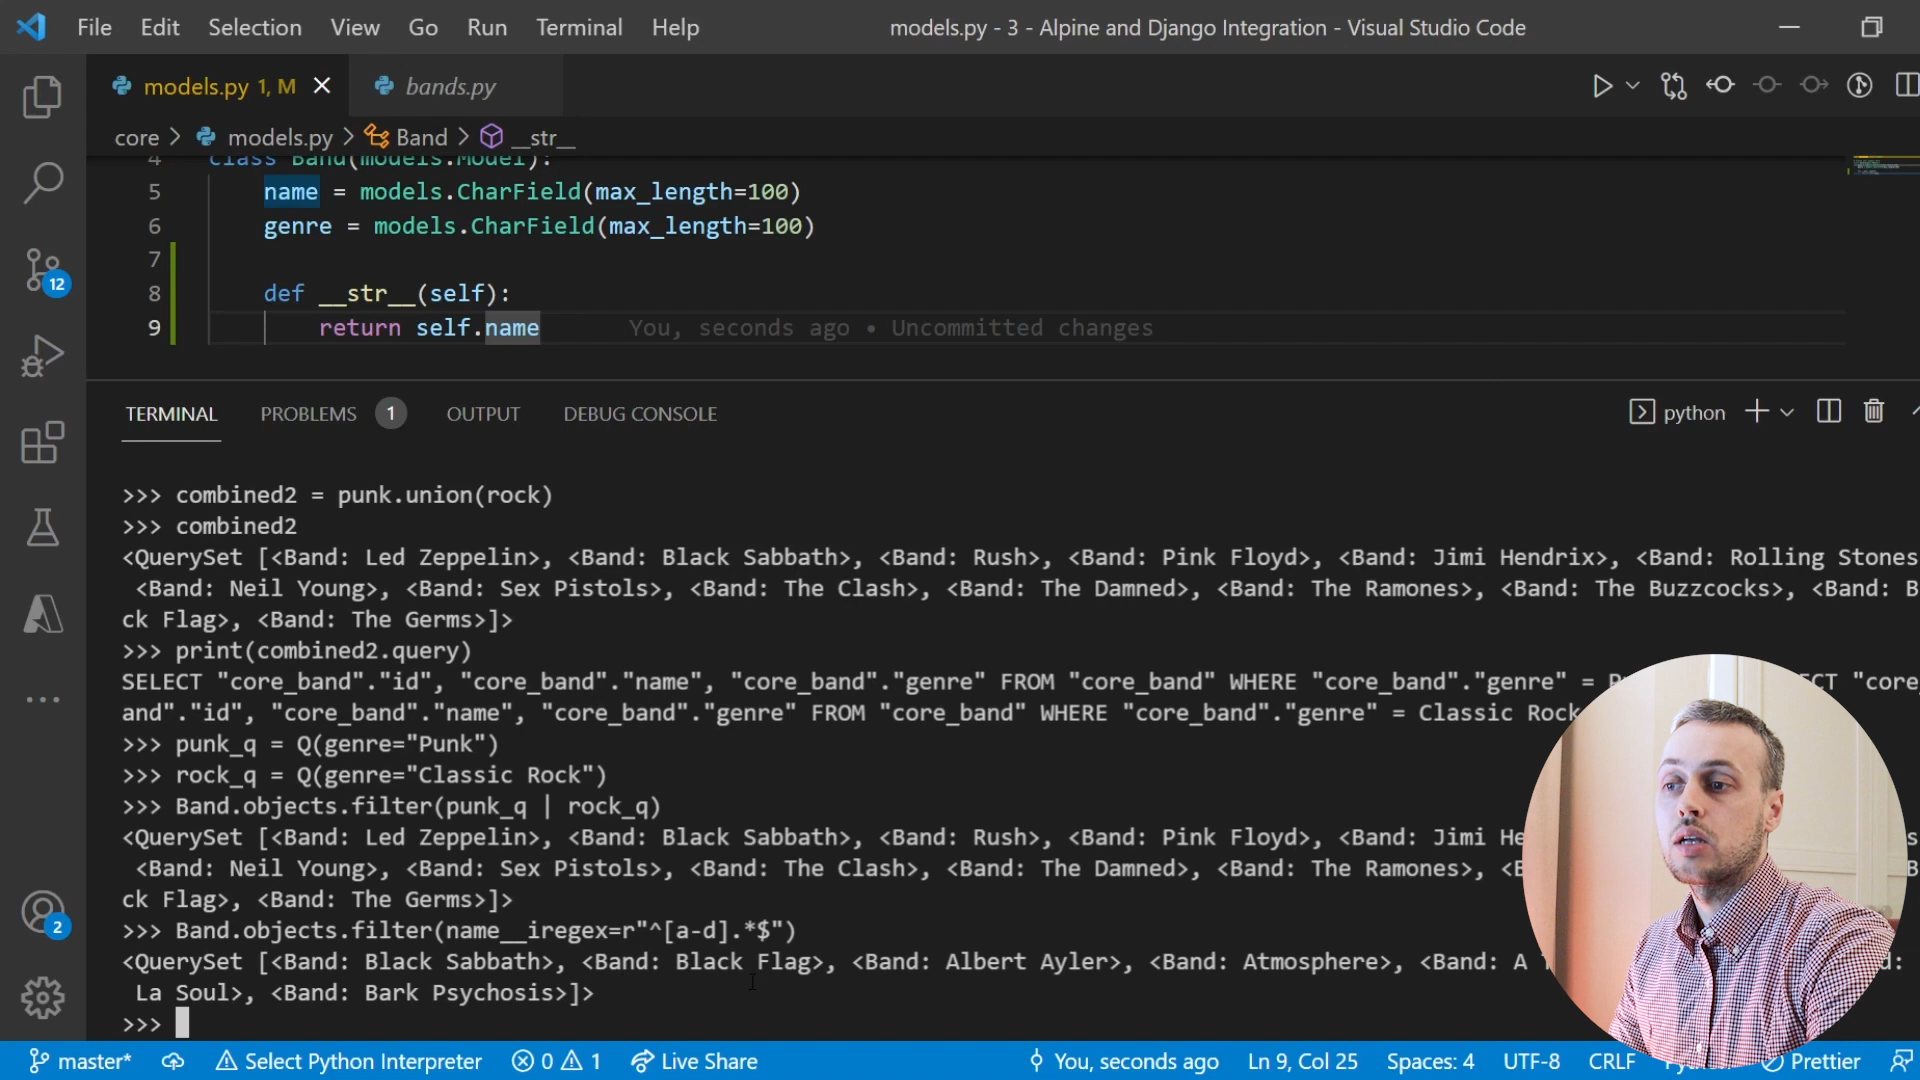 File Edit Selection View Go Run Terminal Help models.py - 3 - Alpine and Django Integration - Visual Studio Code
models.py 1, M bands.py
core > models.py > Band > __str__
4 class Band(models.Model):
5 name = models.CharField(max_length=100)
6 genre = models.CharField(max_length=100)
7
8 def __str__(self):
9 return self.name You, seconds ago • Uncommitted changes
TERMINAL PROBLEMS 1 OUTPUT DEBUG CONSOLE python
>>> combined2 = punk.union(rock)
>>> combined2
<QuerySet [<Band: Led Zeppelin>, <Band: Black Sabbath>, <Band: Rush>, <Band: Pink Floyd>, <Band: Jimi Hendrix>, <Band: Rolling Stones
<Band: Neil Young>, <Band: Sex Pistols>, <Band: The Clash>, <Band: The Damned>, <Band: The Ramones>, <Band: The Buzzcocks>, <Band: B
ck Flag>, <Band: The Germs>]>
>>> print(combined2.query)
SELECT "core_band"."id", "core_band"."name", "core_band"."genre" FROM "core_band" WHERE "core_band"."genre" = "core
and"."id", "core_band"."name", "core_band"."genre" FROM "core_band" WHERE "core_band"."genre" = Classic Rock
>>> punk_q = Q(genre="Punk")
>>> rock_q = Q(genre="Classic Rock")
>>> Band.objects.filter(punk_q | rock_q)
<QuerySet [<Band: Led Zeppelin>, <Band: Black Sabbath>, <Band: Rush>, <Band: Pink Floyd>, <Band: Jimi
<Band: Neil Young>, <Band: Sex Pistols>, <Band: The Clash>, <Band: The Damned>, <Band: The Ramones>,
ck Flag>, <Band: The Germs>]>
>>> Band.objects.filter(name__iregex=r"^[a-d].*$")
<QuerySet [<Band: Black Sabbath>, <Band: Black Flag>, <Band: Albert Ayler>, <Band: Atmosphere>, <Band: A
La Soul>, <Band: Bark Psychosis>]>
>>>
12
2
master* Select Python Interpreter 0 1 Live Share You, seconds ago Ln 9, Col 25 Spaces: 4 UTF-8 CRLF Prettier